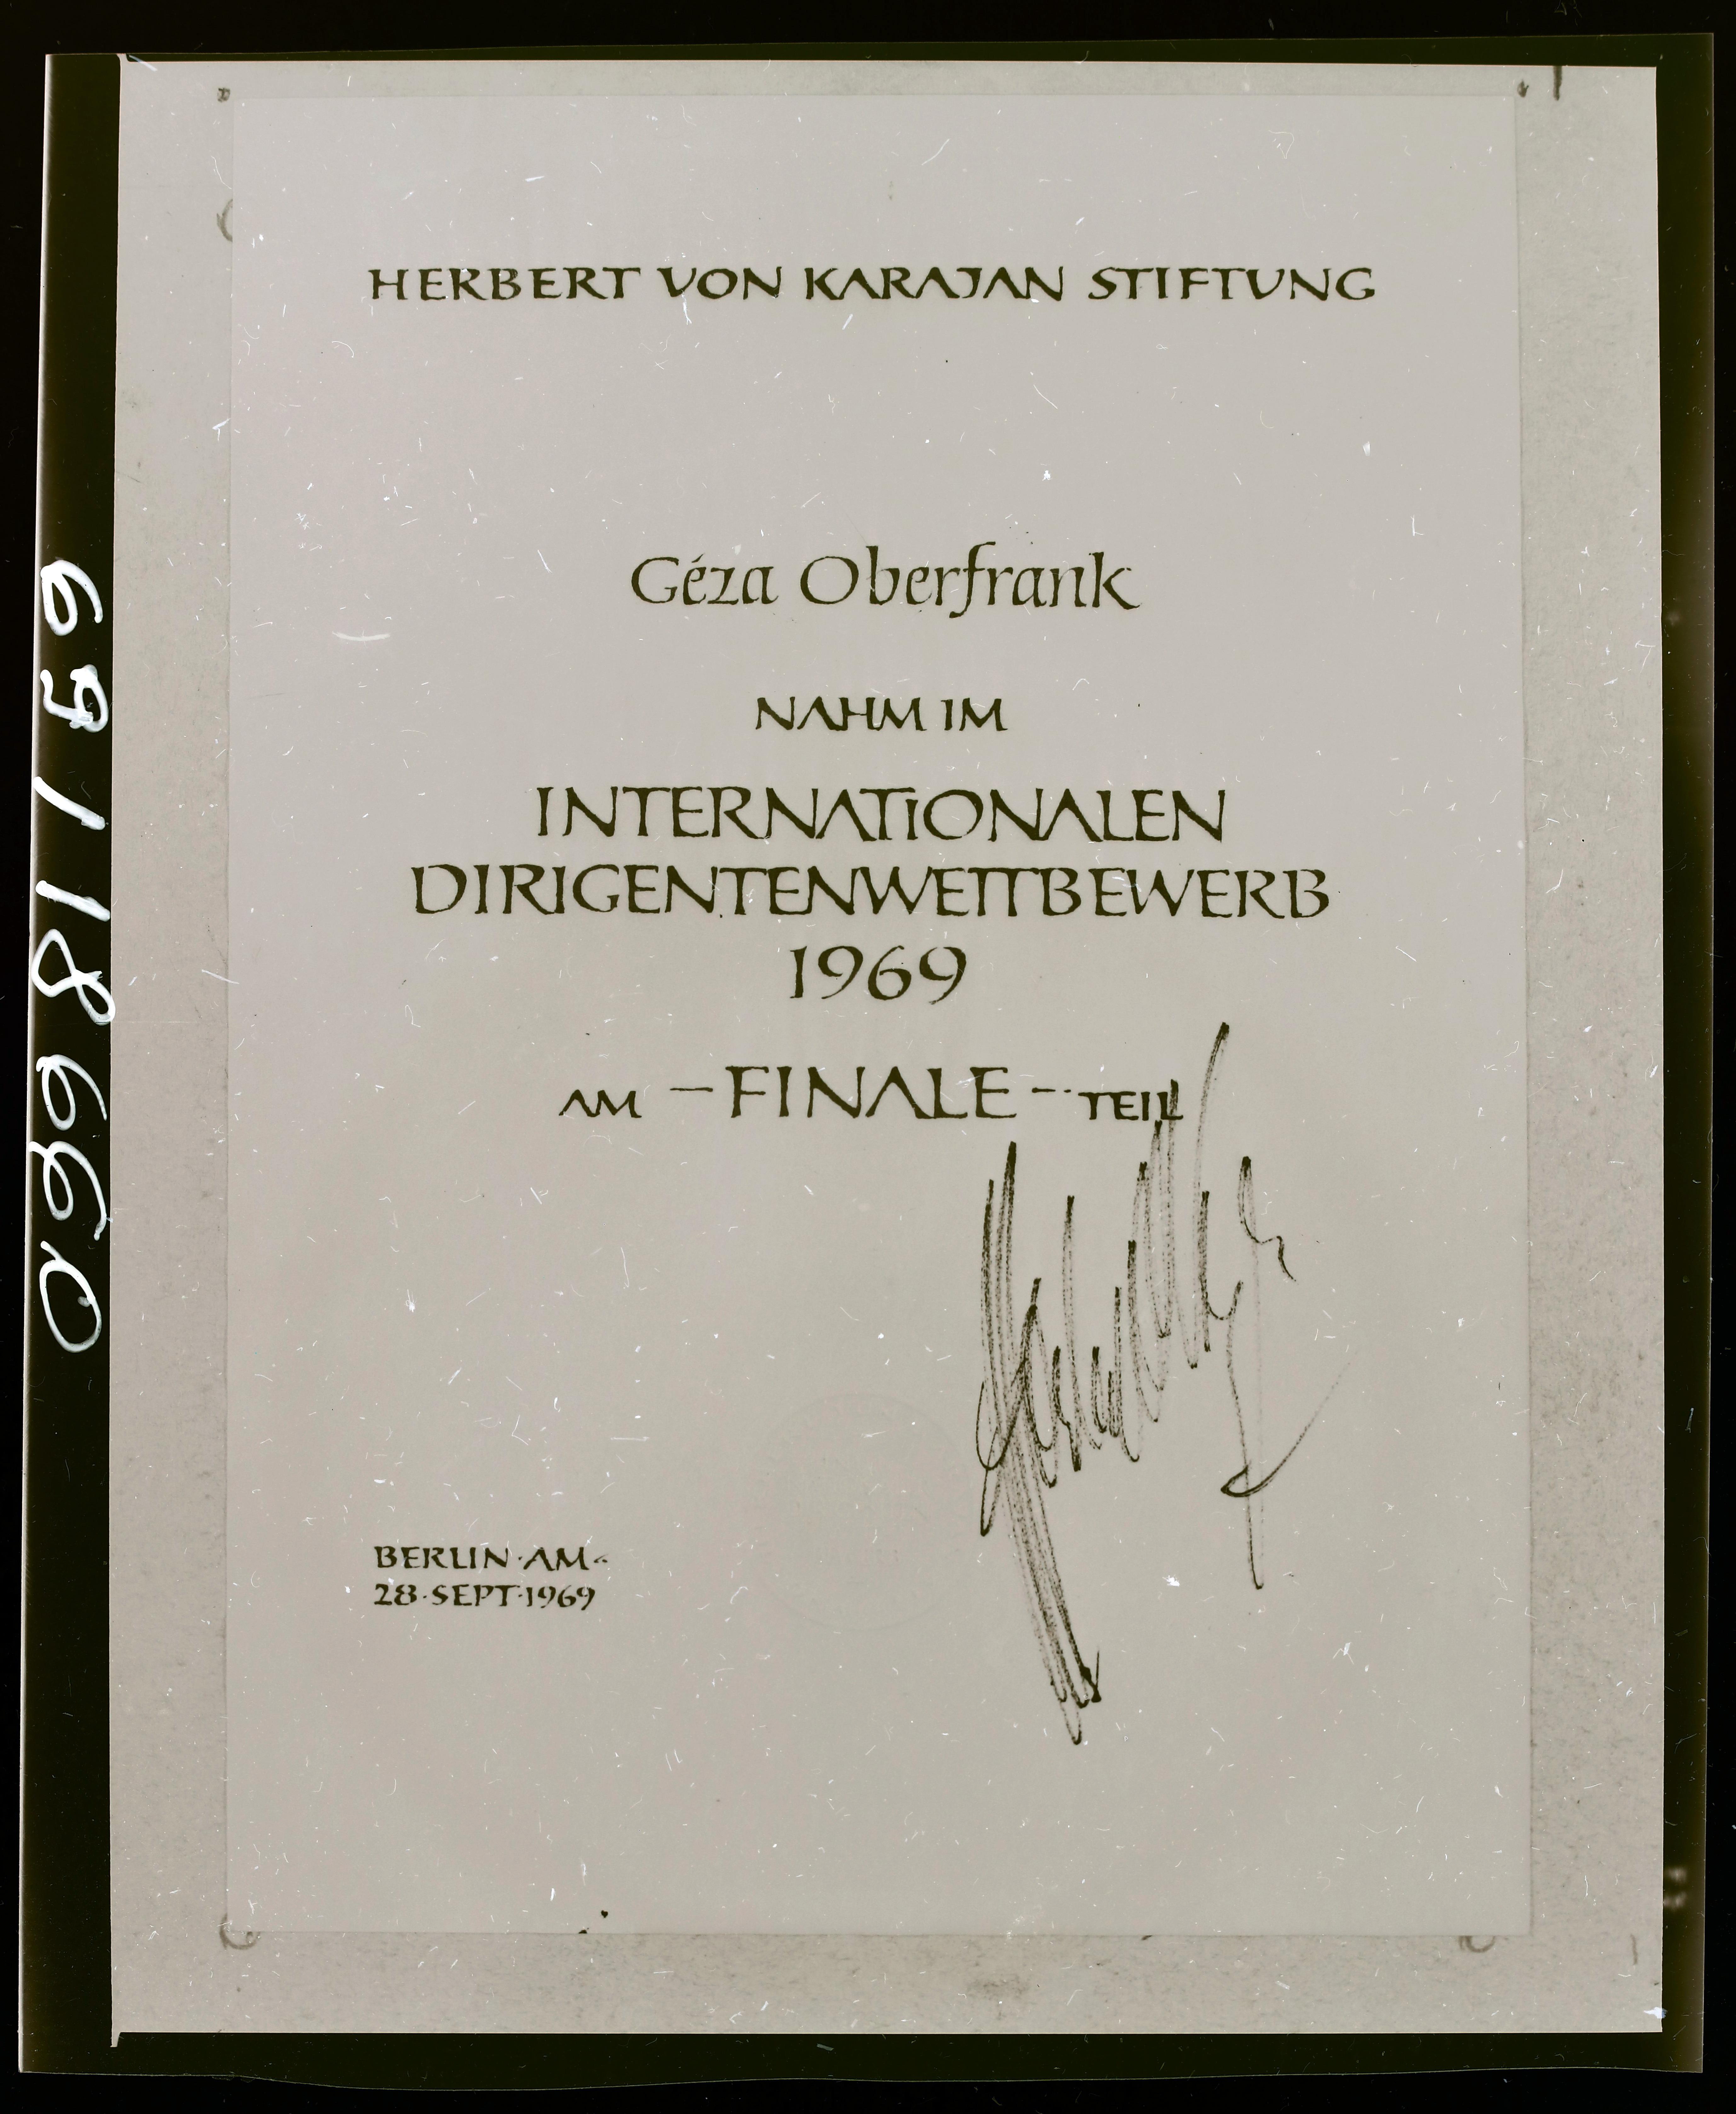 HERBERT VON KARAJAN STIFTUNG
Géza Oberfrank
NAHM IM
INTERNATIONALEN
DIRIGENTENWETTBEWERB
1969
AM – FINALE – TEIL
BERLIN·AM·
28·SEPT·1969